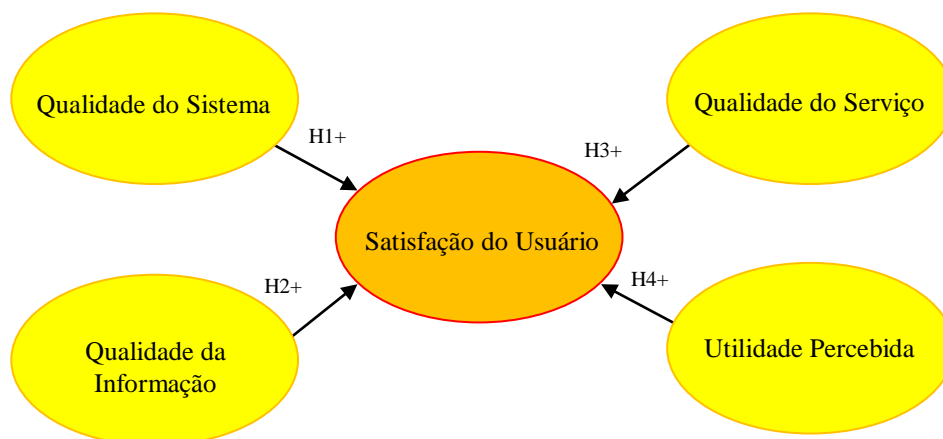 Qualidade do Sistema
Qualidade do Serviço
H1+
H3+
Satisfação do Usuário
H2+
H4+
Qualidade da
Informação
Utilidade Percebida